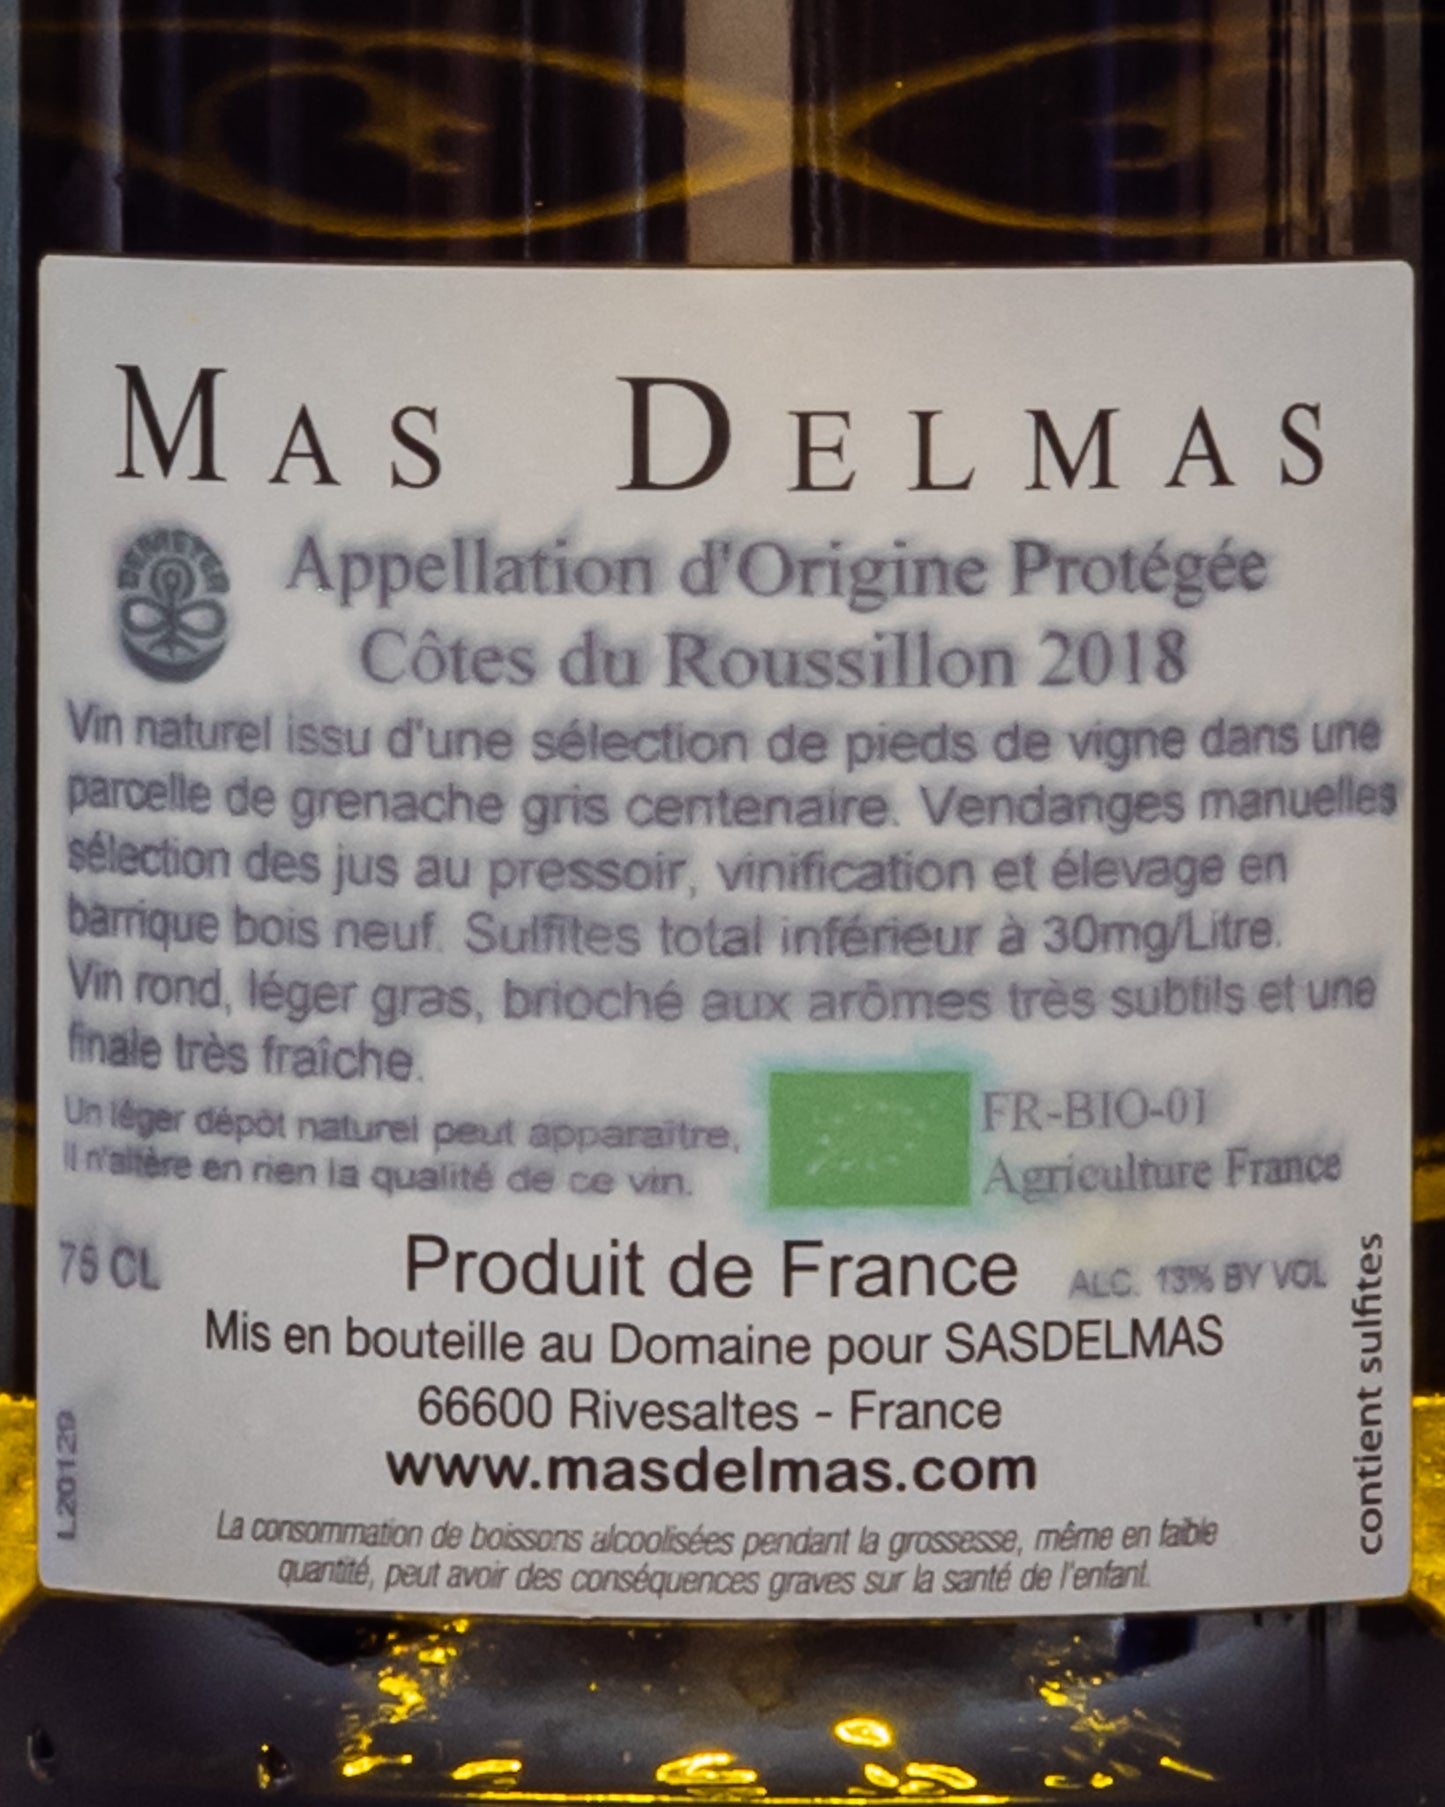 MAS DELMAS
DEMETER
Appellation d'Origine Protégée
Côtes du Roussillon 2018
Vin naturel issu d'une sélection de pieds de vigne dans une
parcelle de grenache gris centenaire. Vendanges manuelles
sélection des jus au pressoir, vinification et élevage en
barrique bois neuf. Sulfites total inférieur à 30mg/Litre.
Vin rond, léger gras, brioché aux arômes très subtils et une
finale très fraîche.
Un léger dépôt naturel peut apparaître,
Il n'altère en rien la qualité de ce vin.
FR-BIO-01
Agriculture France
75 CL
Produit de France
ALC. 13% BY VOL
Mis en bouteille au Domaine pour SASDELMAS
66600 Rivesaltes - France
www.masdelmas.com
La consommation de boissons alcoolisées pendant la grossesse, même en faible
quantité, peut avoir des conséquences graves sur la santé de l'enfant.
L20129
contient sulfites